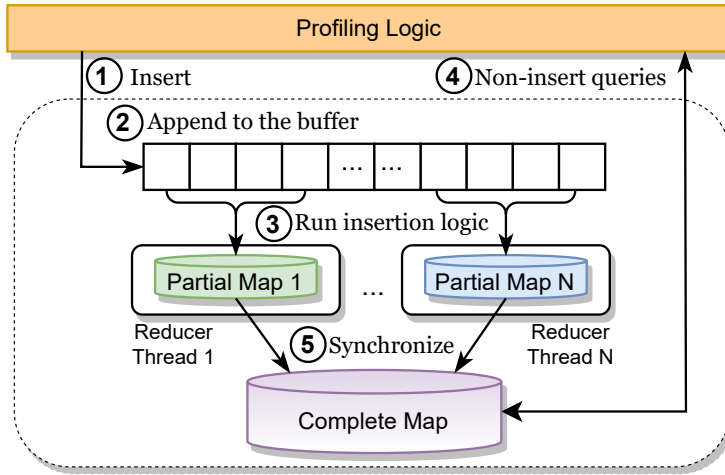 Profiling Logic
1 Insert
4 Non-insert queries
2 Append to the buffer
... ...
3 Run insertion logic
Partial Map 1
...
Partial Map N
Reducer
Thread 1
Reducer
Thread N
5 Synchronize
Complete Map